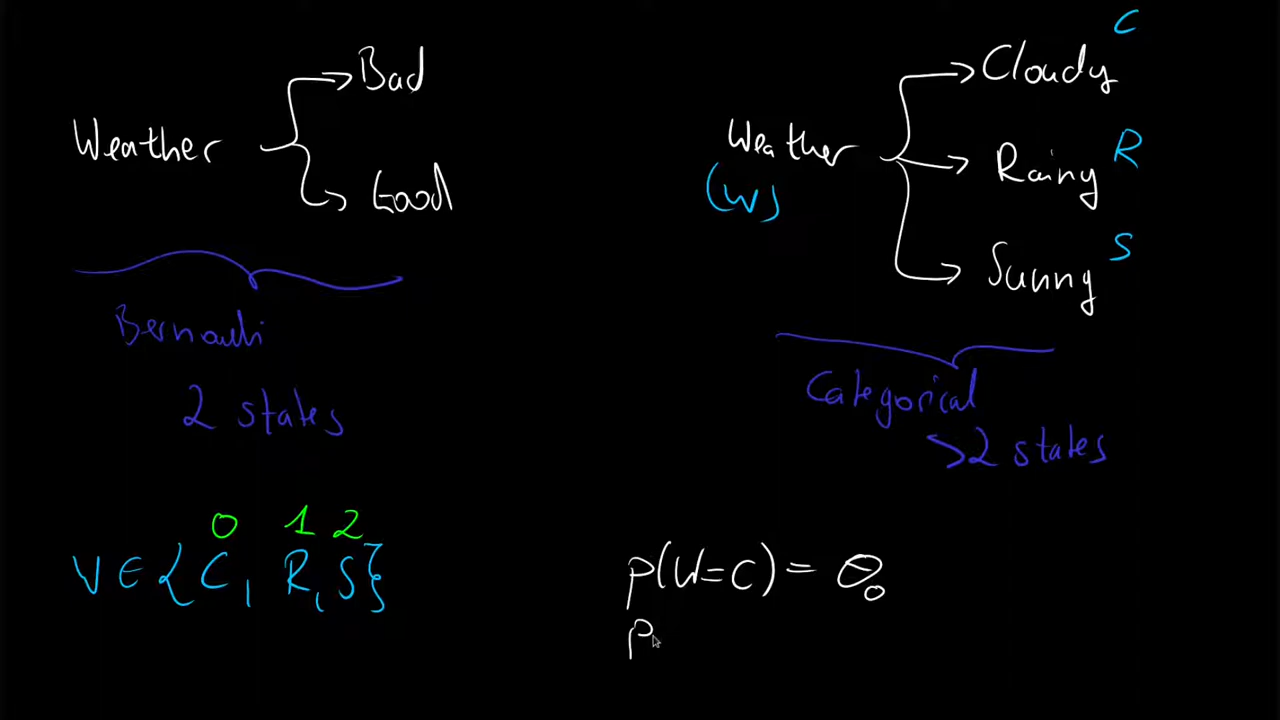 Weather
Bad
Good
Bernoulli
2 states
Weather
(W)
Cloudy C
Rainy R
Sunny S
Categorical
>2 states
0 1 2
W ∈ {C, R, S}
p(W=C) = θ₀
p